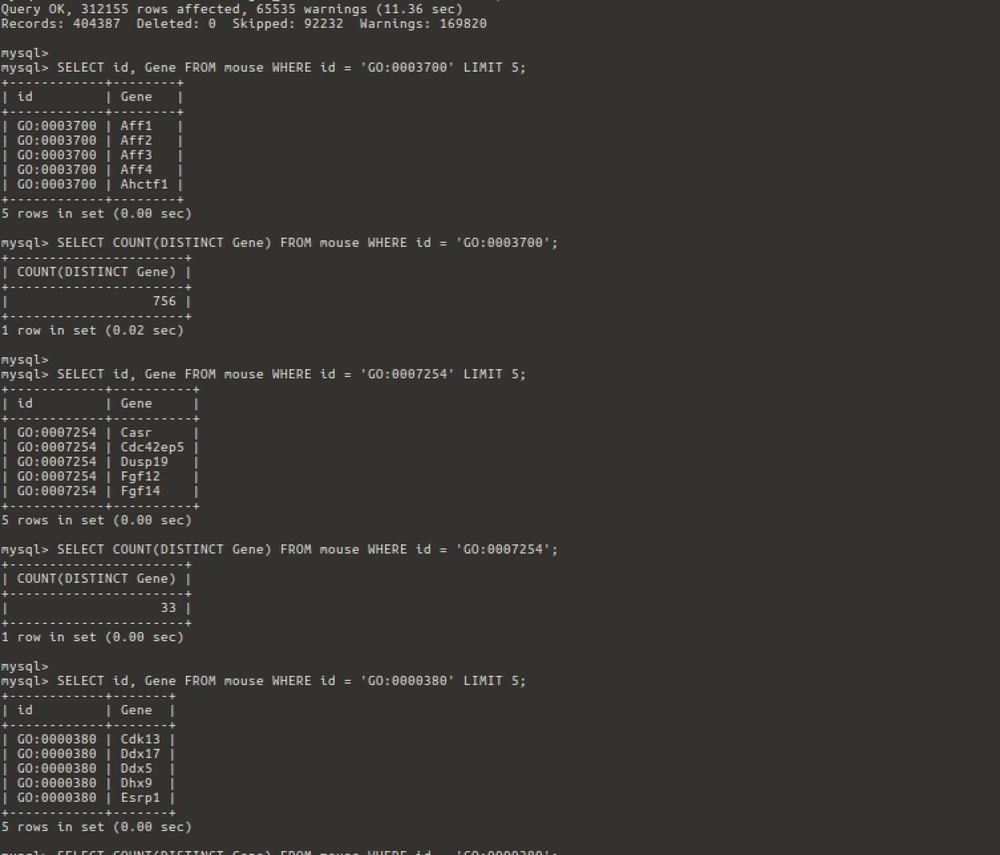 Query OK, 312155 rows affected, 65535 warnings (11.36 sec)
Records: 404387  Deleted: 0  Skipped: 92232  Warnings: 169820

mysql>
mysql> SELECT id, Gene FROM mouse WHERE id = 'GO:0003700' LIMIT 5;
+------------+--------+
| id         | Gene   |
+------------+--------+
| GO:0003700 | Aff1   |
| GO:0003700 | Aff2   |
| GO:0003700 | Aff3   |
| GO:0003700 | Aff4   |
| GO:0003700 | Ahctf1 |
+------------+--------+
5 rows in set (0.00 sec)

mysql> SELECT COUNT(DISTINCT Gene) FROM mouse WHERE id = 'GO:0003700';
+----------------------+
| COUNT(DISTINCT Gene) |
+----------------------+
|                  756 |
+----------------------+
1 row in set (0.02 sec)

mysql>
mysql> SELECT id, Gene FROM mouse WHERE id = 'GO:0007254' LIMIT 5;
+------------+----------+
| id         | Gene     |
+------------+----------+
| GO:0007254 | Casr     |
| GO:0007254 | Cdc42ep5 |
| GO:0007254 | Dusp19   |
| GO:0007254 | Fgf12    |
| GO:0007254 | Fgf14    |
+------------+----------+
5 rows in set (0.00 sec)

mysql> SELECT COUNT(DISTINCT Gene) FROM mouse WHERE id = 'GO:0007254';
+----------------------+
| COUNT(DISTINCT Gene) |
+----------------------+
|                   33 |
+----------------------+
1 row in set (0.00 sec)

mysql>
mysql> SELECT id, Gene FROM mouse WHERE id = 'GO:0000380' LIMIT 5;
+------------+-------+
| id         | Gene  |
+------------+-------+
| GO:0000380 | Cdk13 |
| GO:0000380 | Ddx17 |
| GO:0000380 | Ddx5  |
| GO:0000380 | Dhx9  |
| GO:0000380 | Esrp1 |
+------------+-------+
5 rows in set (0.00 sec)

mysql> SELECT COUNT(DISTINCT Gene) FROM mouse WHERE id = 'GO:0000380';